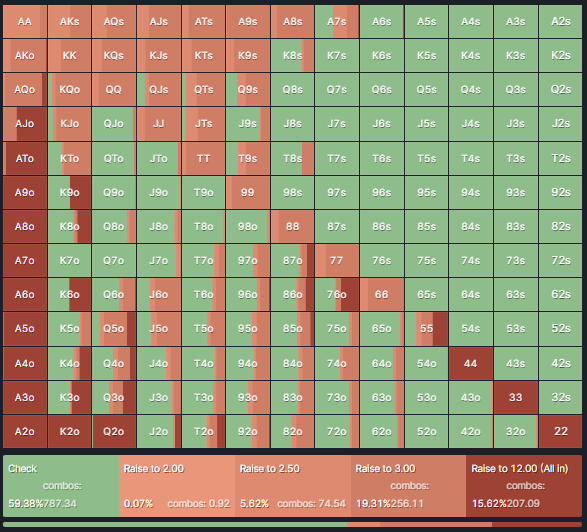 AA AKs AQs AJs ATs A9s A8s A7s A6s A5s A4s A3s A2s
AKo KK KQs KJs KTs K9s K8s K7s K6s K5s K4s K3s K2s
AQo KQo QQ QJs QTs Q9s Q8s Q7s Q6s Q5s Q4s Q3s Q2s
AJo KJo QJo JJ JTs J9s J8s J7s J6s J5s J4s J3s J2s
ATo KTo QTo JTo TT T9s T8s T7s T6s T5s T4s T3s T2s
A9o K9o Q9o J9o T9o 99 98s 97s 96s 95s 94s 93s 92s
A8o K8o Q8o J8o T8o 98o 88 87s 86s 85s 84s 83s 82s
A7o K7o Q7o J7o T7o 97o 87o 77 76s 75s 74s 73s 72s
A6o K6o Q6o J6o T6o 96o 86o 76o 66 65s 64s 63s 62s
A5o K5o Q5o J5o T5o 95o 85o 75o 65o 55 54s 53s 52s
A4o K4o Q4o J4o T4o 94o 84o 74o 64o 54o 44 43s 42s
A3o K3o Q3o J3o T3o 93o 83o 73o 63o 53o 43o 33 32s
A2o K2o Q2o J2o T2o 92o 82o 72o 62o 52o 42o 32o 22
Check Raise to 2.00 Raise to 2.50 Raise to 3.00 Raise to 12.00 (All in)
combos: combos: combos:
59.38%787.34 0.07% combos: 0.92 5.62% combos: 74.54 19.31%256.11 15.62%207.09